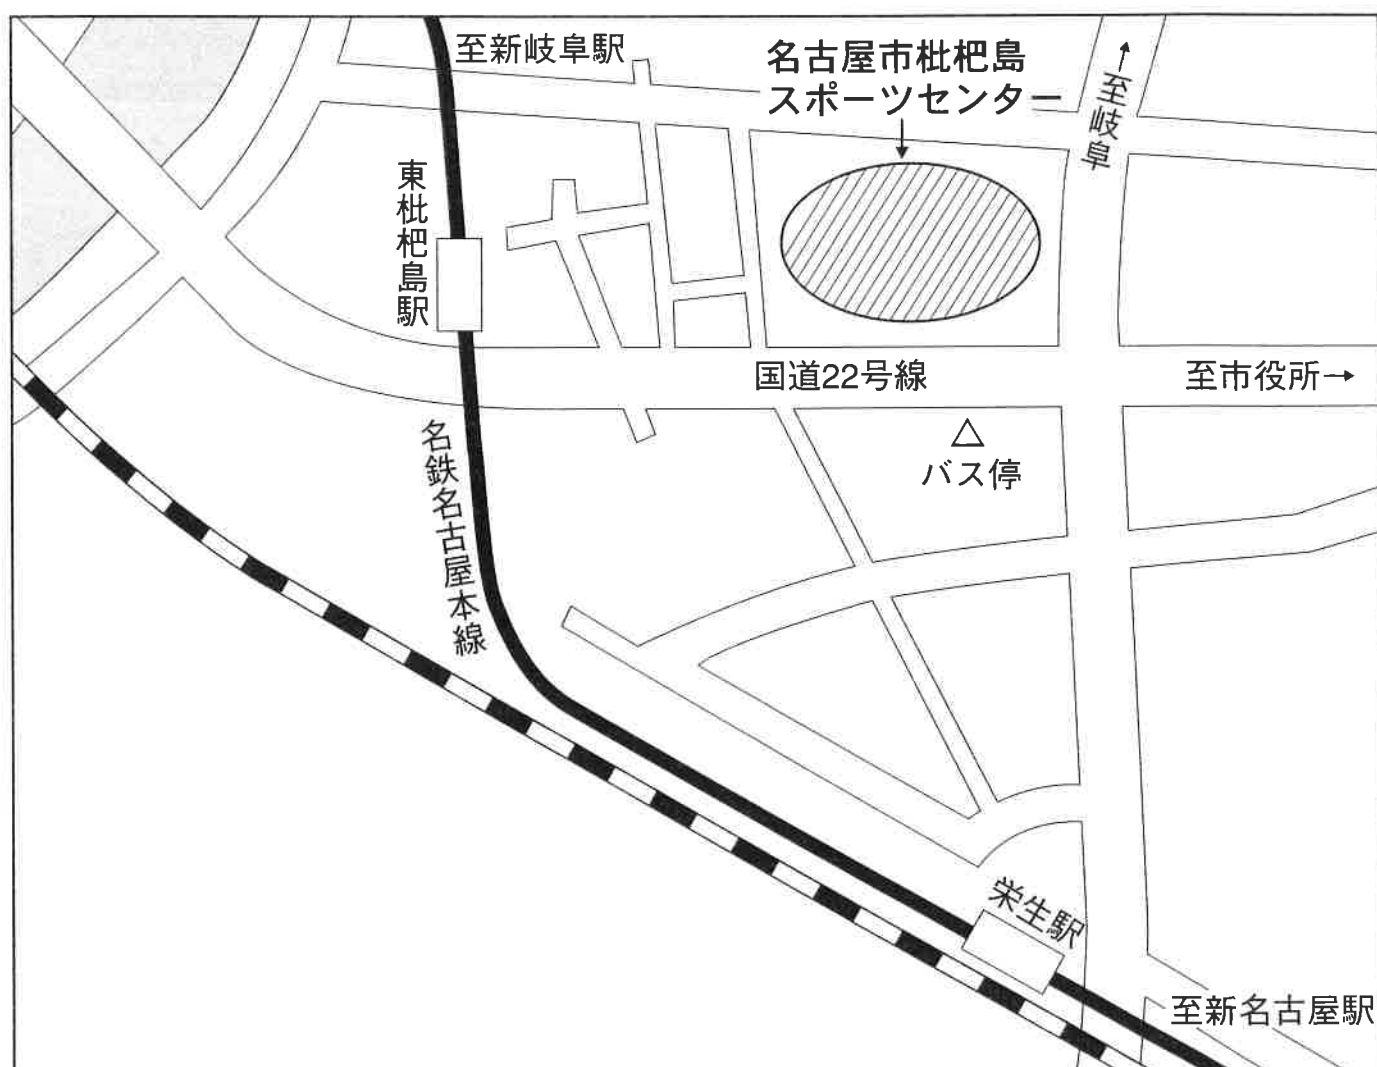 至新岐阜駅
名古屋市枇杷島
スポーツセンター
↑至岐阜
東枇杷島駅
国道22号線
至市役所→
バス停
名鉄名古屋本線
栄生駅
至新名古屋駅